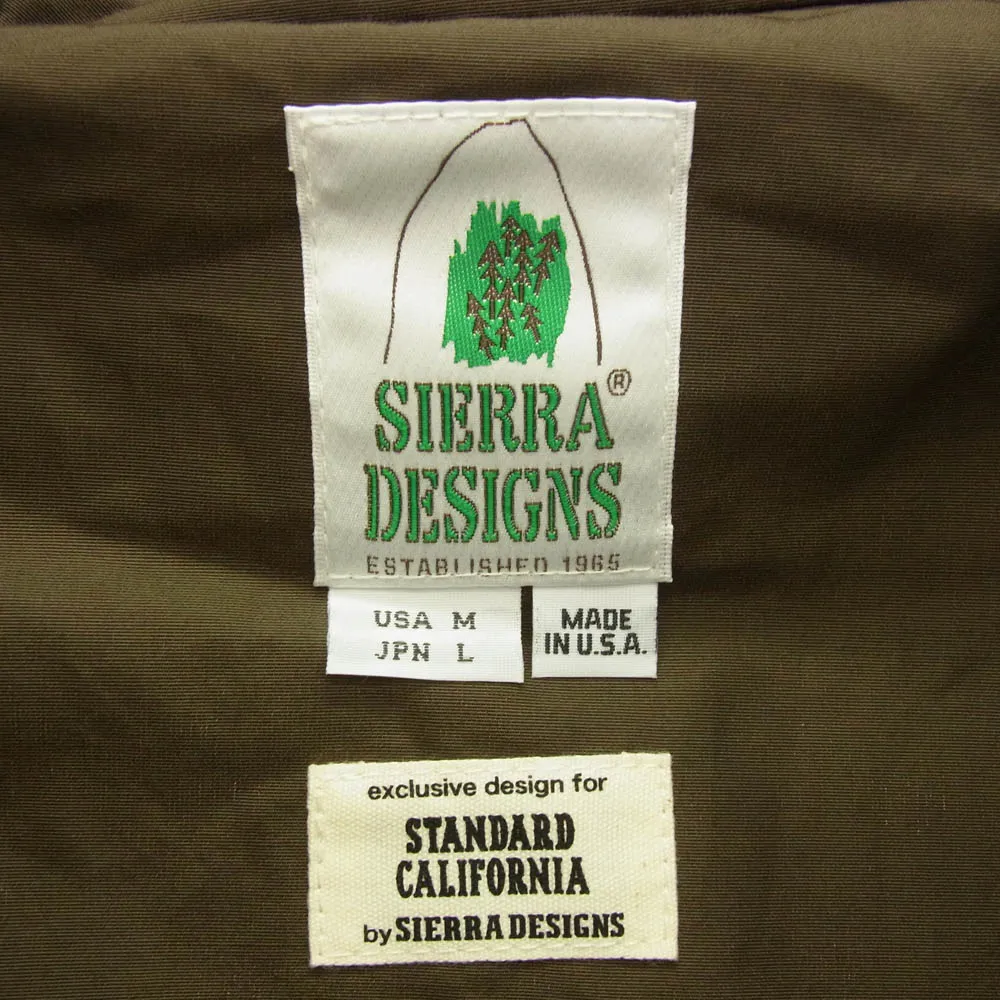 SIERRA®
DESIGNS
ESTABLISHED 1965
USA M
JPN L
MADE
IN U.S.A.
exclusive design for
STANDARD
CALIFORNIA
by SIERRA DESIGNS